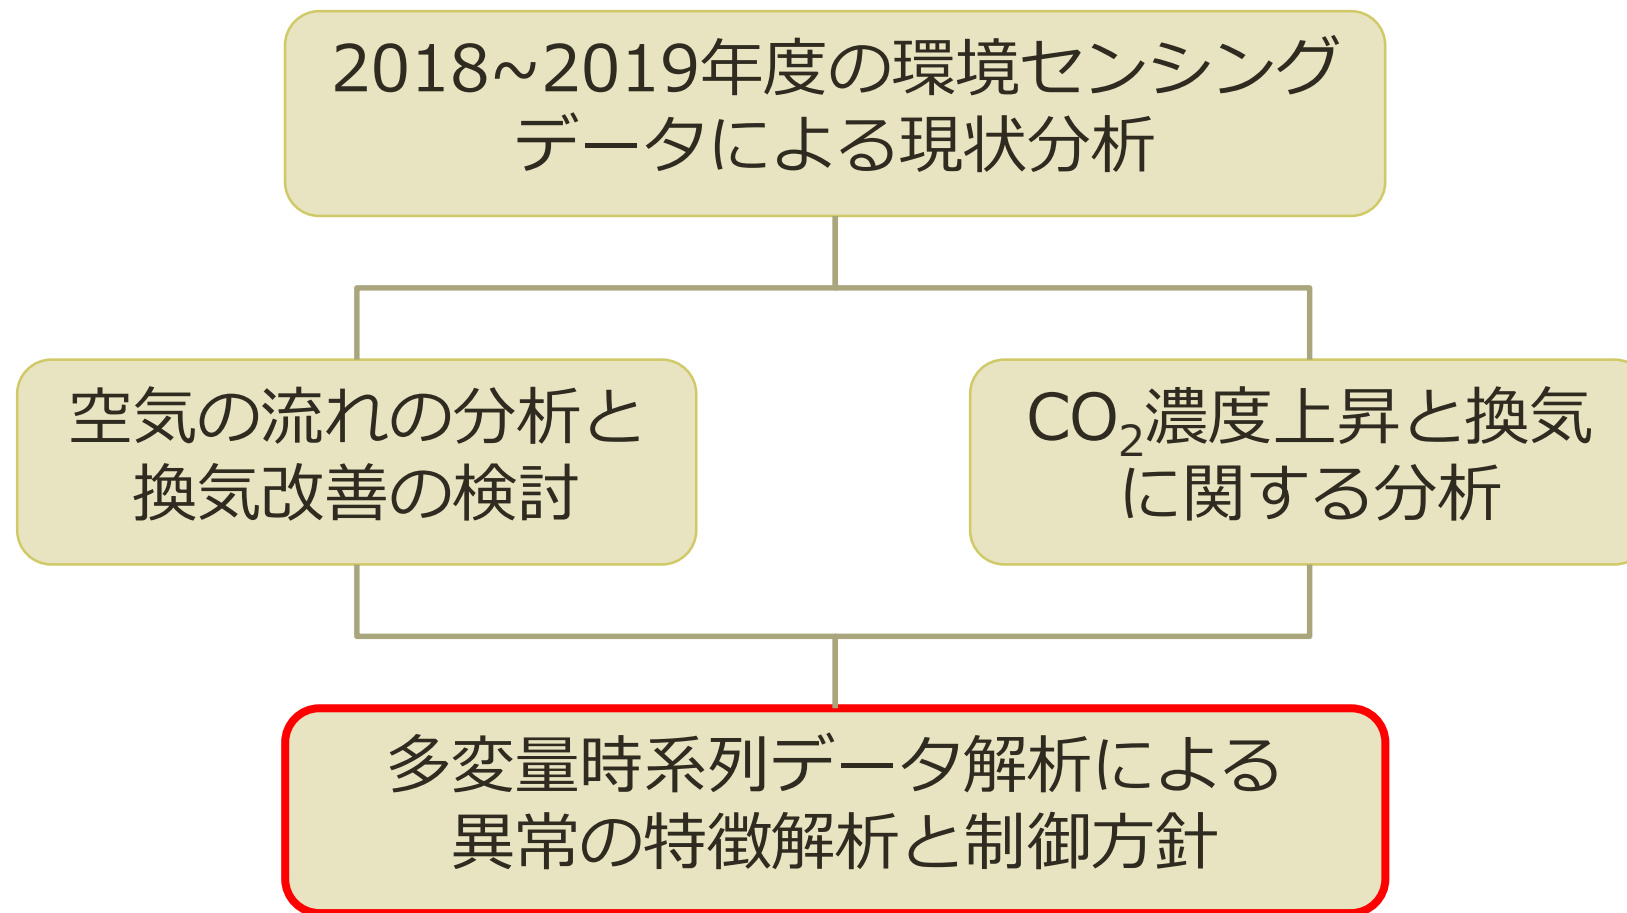 2018~2019年度の環境センシング
データによる現状分析
空気の流れの分析と
換気改善の検討
CO₂濃度上昇と換気
に関する分析
多変量時系列データ解析による
異常の特徴解析と制御方針